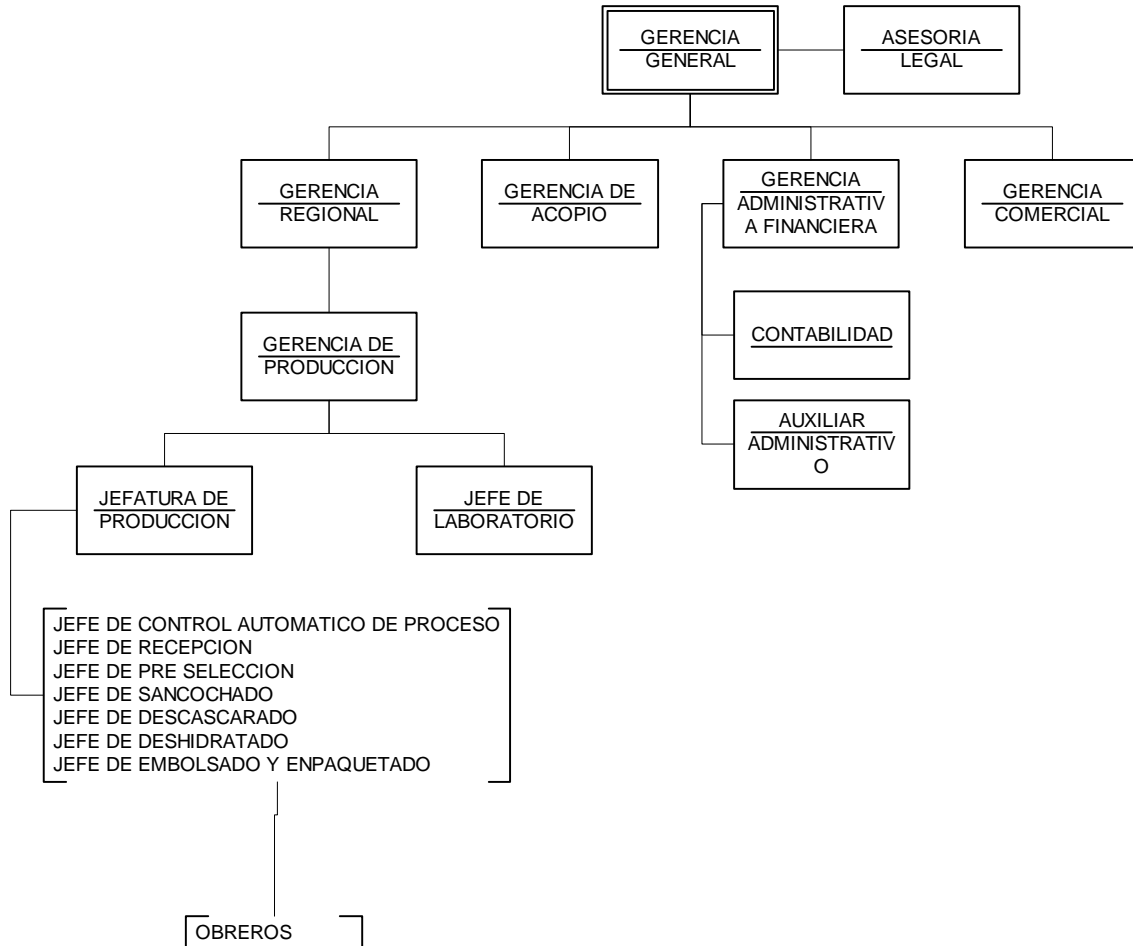 GERENCIA
GENERAL
ASESORIA
LEGAL
GERENCIA
REGIONAL
GERENCIA DE
ACOPIO
GERENCIA
ADMINISTRATIV
A FINANCIERA
GERENCIA
COMERCIAL
GERENCIA DE
PRODUCCION
CONTABILIDAD
AUXILIAR
ADMINISTRATIV
O
JEFATURA DE
PRODUCCION
JEFE DE
LABORATORIO
JEFE DE CONTROL AUTOMATICO DE PROCESO
JEFE DE RECEPCION
JEFE DE PRE SELECCION
JEFE DE SANCOCHADO
JEFE DE DESCASCARADO
JEFE DE DESHIDRATADO
JEFE DE EMBOLSADO Y ENPAQUETADO
OBREROS